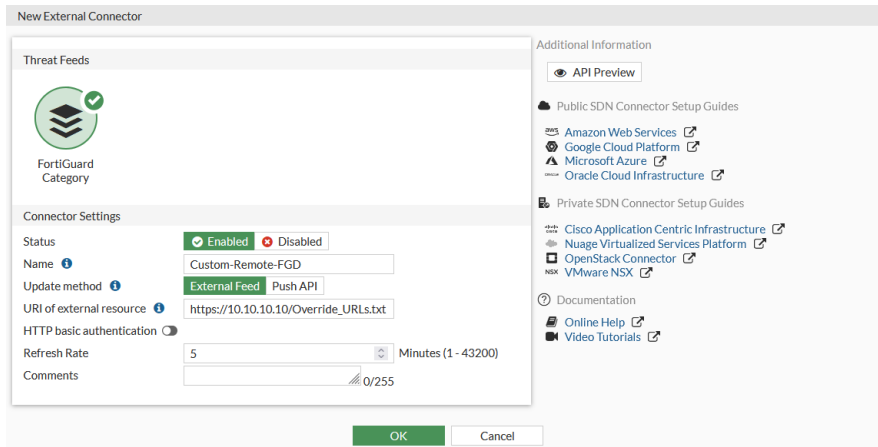 New External Connector
Threat Feeds
FortiGuard
Category
Connector Settings
Status Enabled Disabled
Name Custom-Remote-FGD
Update method External Feed Push API
URI of external resource https://10.10.10.10/Override_URLs.txt
HTTP basic authentication
Refresh Rate 5 Minutes (1 - 43200)
Comments 0/255
Additional Information
API Preview
Public SDN Connector Setup Guides
aws Amazon Web Services
Google Cloud Platform
Microsoft Azure
Oracle Cloud Infrastructure
Private SDN Connector Setup Guides
Cisco Application Centric Infrastructure
Nuage Virtualized Services Platform
OpenStack Connector
NSX VMware NSX
Documentation
Online Help
Video Tutorials
OK Cancel